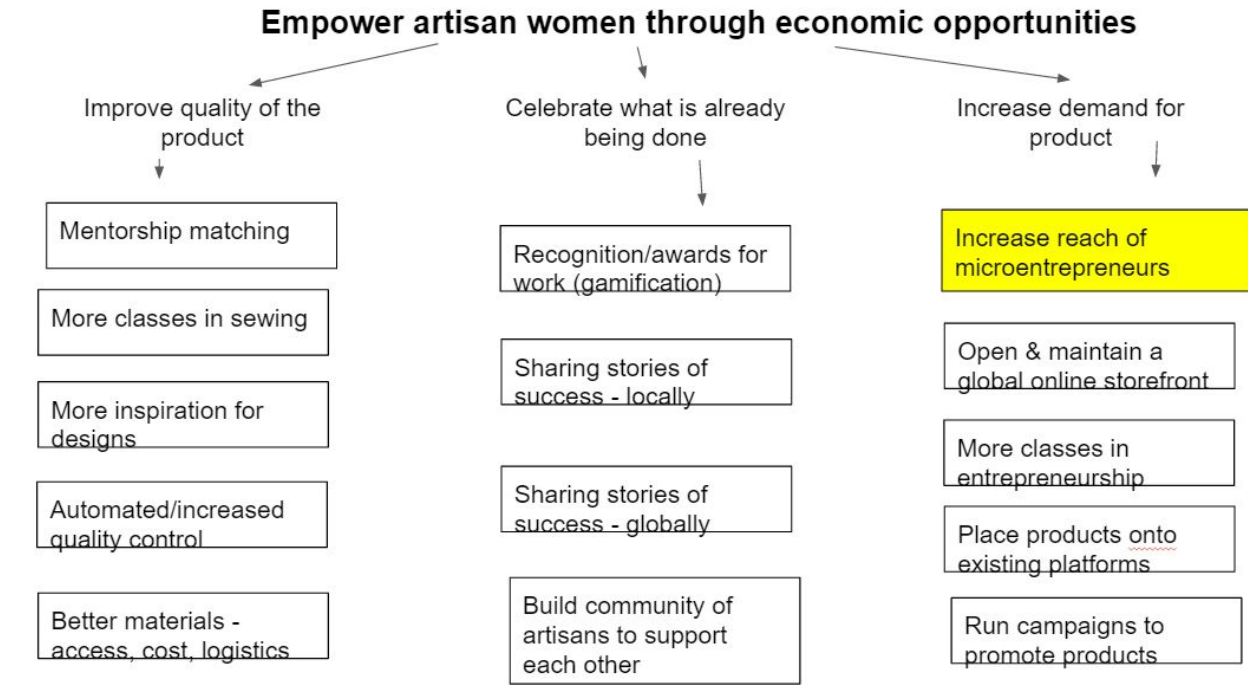 Empower artisan women through economic opportunities
Improve quality of the
product
Mentorship matching
More classes in sewing
More inspiration for
designs
Automated/increased
quality control
Better materials -
access, cost, logistics
Celebrate what is already
being done
Recognition/awards for
work (gamification)
Sharing stories of
success - locally
Sharing stories of
success - globally
Build community of
artisans to support
each other
Increase demand for
product
Increase reach of
microentrepreneurs
Open & maintain a
global online storefront
More classes in
entrepreneurship
Place products onto
existing platforms
Run campaigns to
promote products